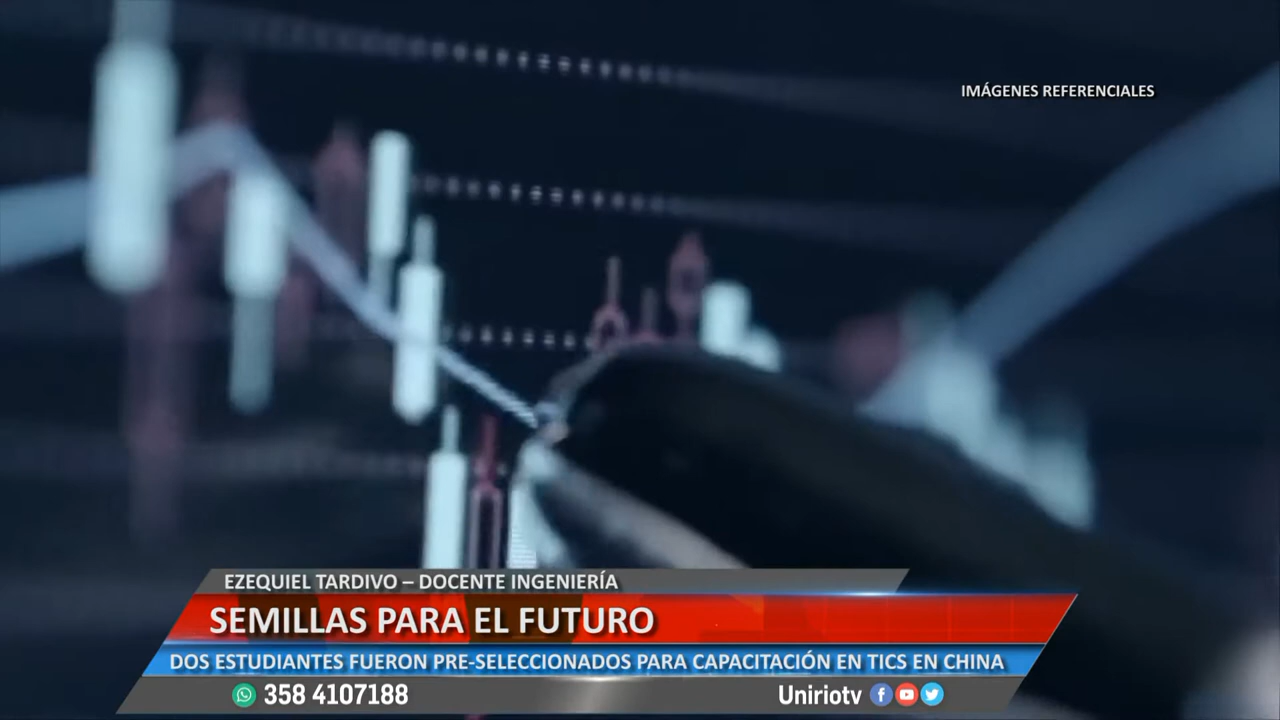 IMÁGENES REFERENCIALES
EZEQUIEL TARDIVO – DOCENTE INGENIERÍA
SEMILLAS PARA EL FUTURO
DOS ESTUDIANTES FUERON PRE-SELECCIONADOS PARA CAPACITACIÓN EN TICS EN CHINA
358 4107188 Uniriotv